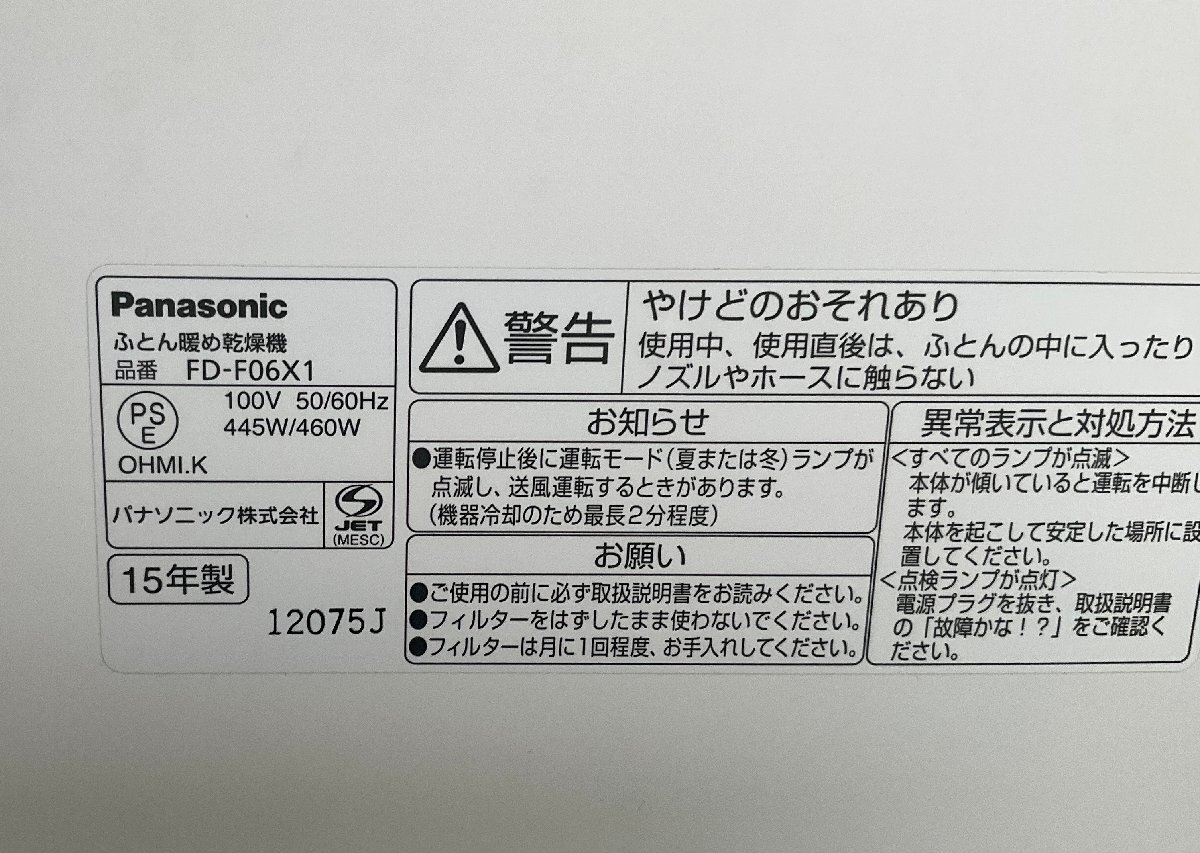 Panasonic
ふとん暖め乾燥機
品番 FD-F06X1
PS
E
100V 50/60Hz
445W/460W
OHMI.K
パナソニック株式会社
S
JET
(MESC)
15年製
12075J
警告
やけどのおそれあり
使用中、使用直後は、ふとんの中に入ったり
ノズルやホースに触らない
お知らせ
●運転停止後に運転モード(夏または冬)ランプが
点滅し、送風運転するときがあります。
(機器冷却のため最長2分程度)
お願い
●ご使用の前に必ず取扱説明書をお読みください。
●フィルターをはずしたまま使わないでください。
●フィルターは月に1回程度、お手入れしてください。
異常表示と対処方法
<すべてのランプが点滅>
本体が傾いていると運転を中断し
ます。
本体を起こして安定した場所に設
置してください。
<点検ランプが点灯>
電源プラグを抜き、取扱説明書
の「故障かな!?」をご確認く
ださい。